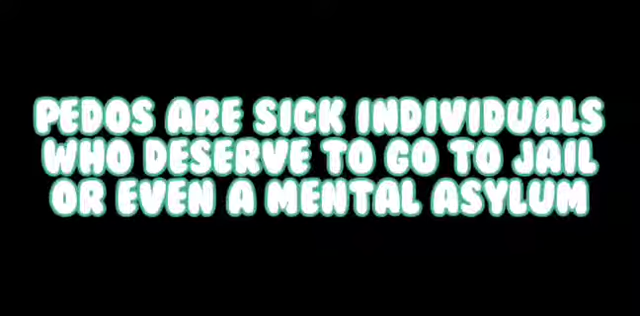 PEDOS ARE SICK INDIVIDUALS
WHO DESERVE TO GO TO JAIL
OR EVEN A MENTAL ASYLUM